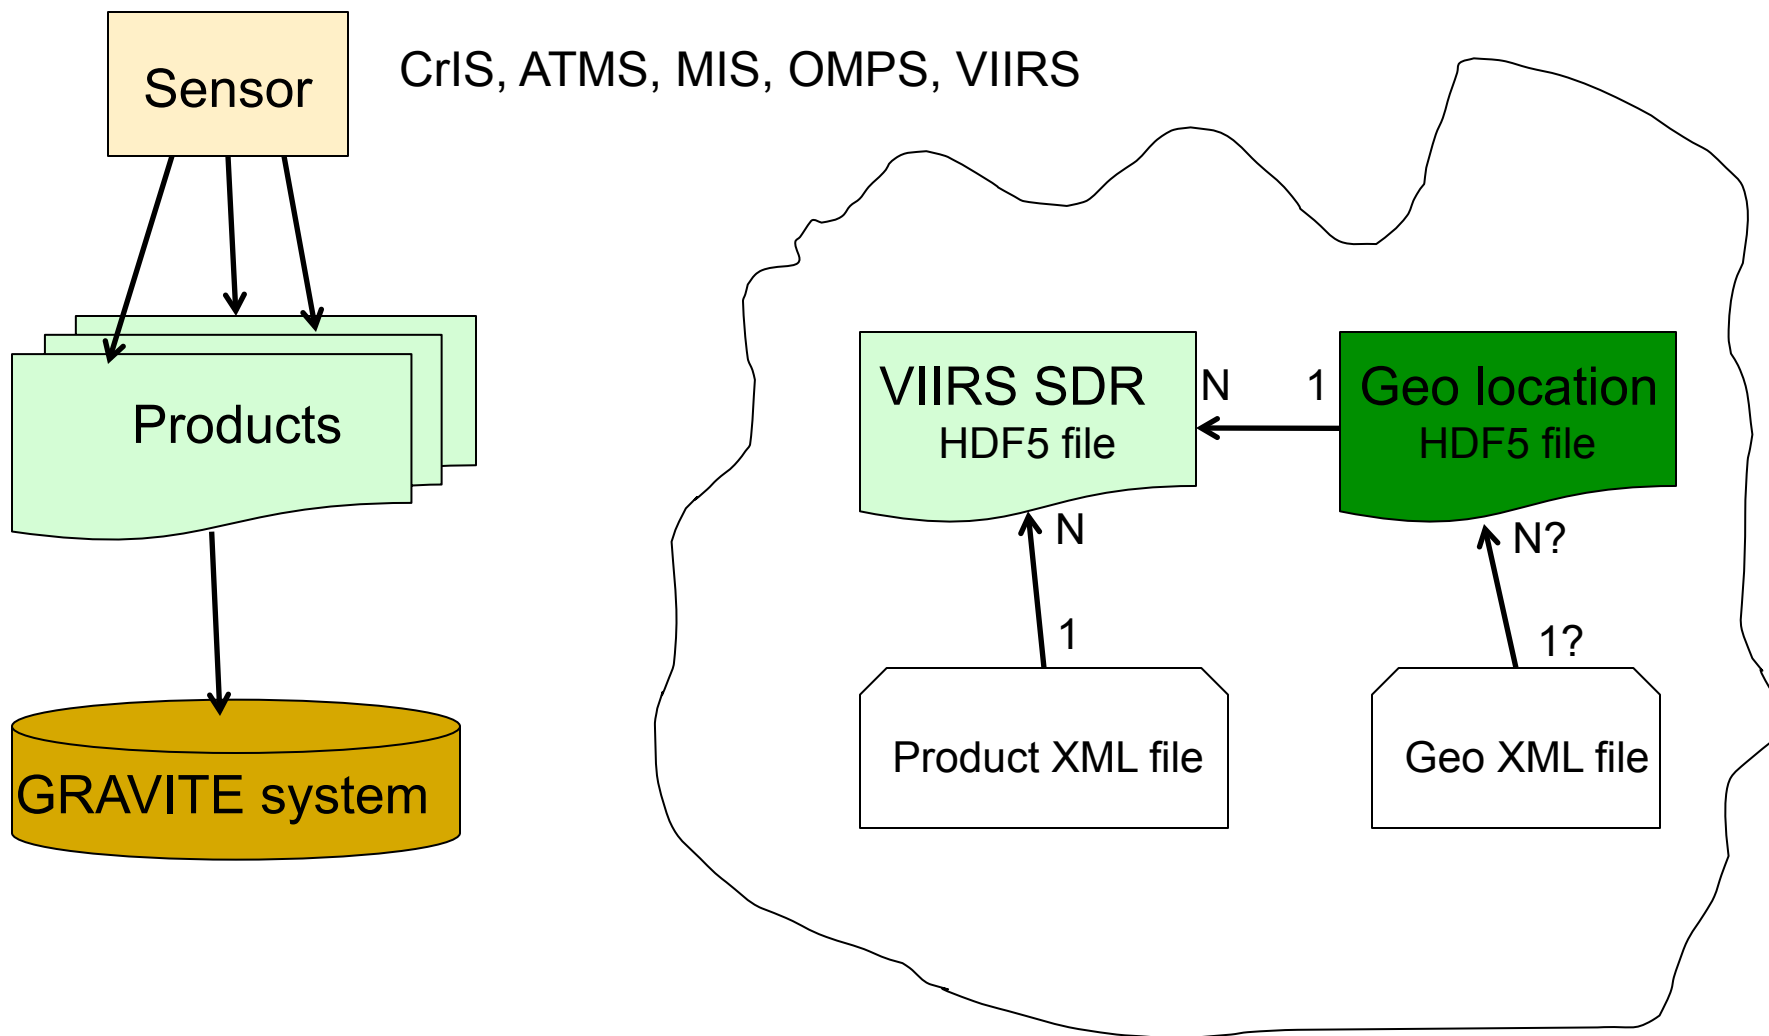 Sensor
CrIS, ATMS, MIS, OMPS, VIIRS
Products
GRAVITE system
VIIRS SDR
HDF5 file
N
1
Geo location
HDF5 file
N
1
N?
1?
Product XML file
Geo XML file